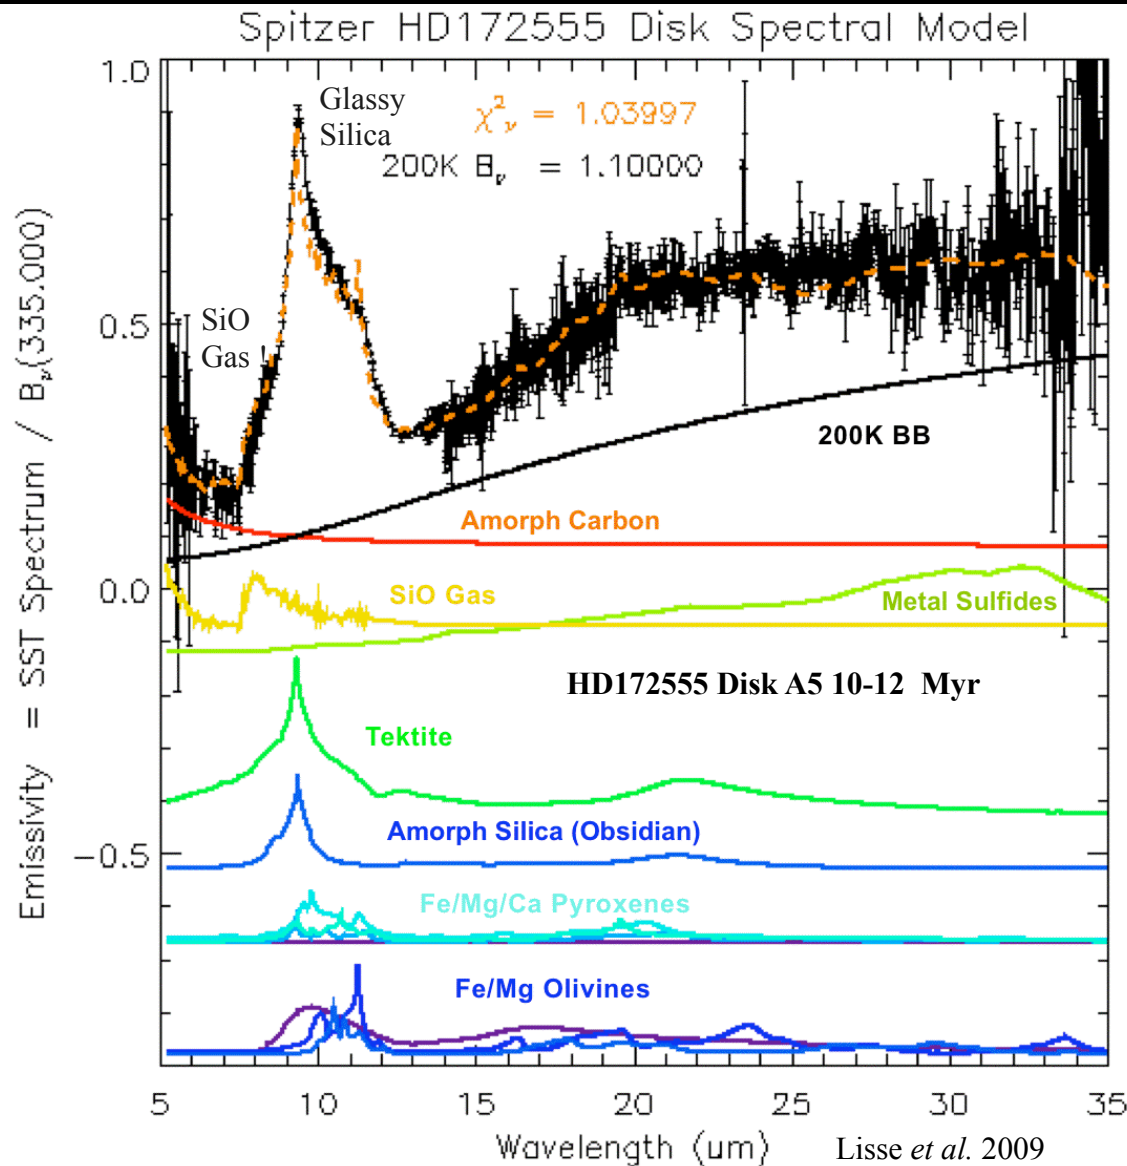 Spitzer HD172555 Disk Spectral Model
1.0
Glassy
Silica
χ²ᵥ = 1.03997
200K Bᵥ = 1.10000
SiO
Gas !
0.5
200K BB
Amorph Carbon
0.0
SiO Gas
Metal Sulfides
HD172555 Disk A5 10-12 Myr
Tektite
Amorph Silica (Obsidian)
−0.5
Fe/Mg/Ca Pyroxenes
Fe/Mg Olivines
Emissivity = SST Spectrum / Bᵥ(335.000)
5 10 15 20 25 30 35
Wavelength (um)
Lisse et al. 2009